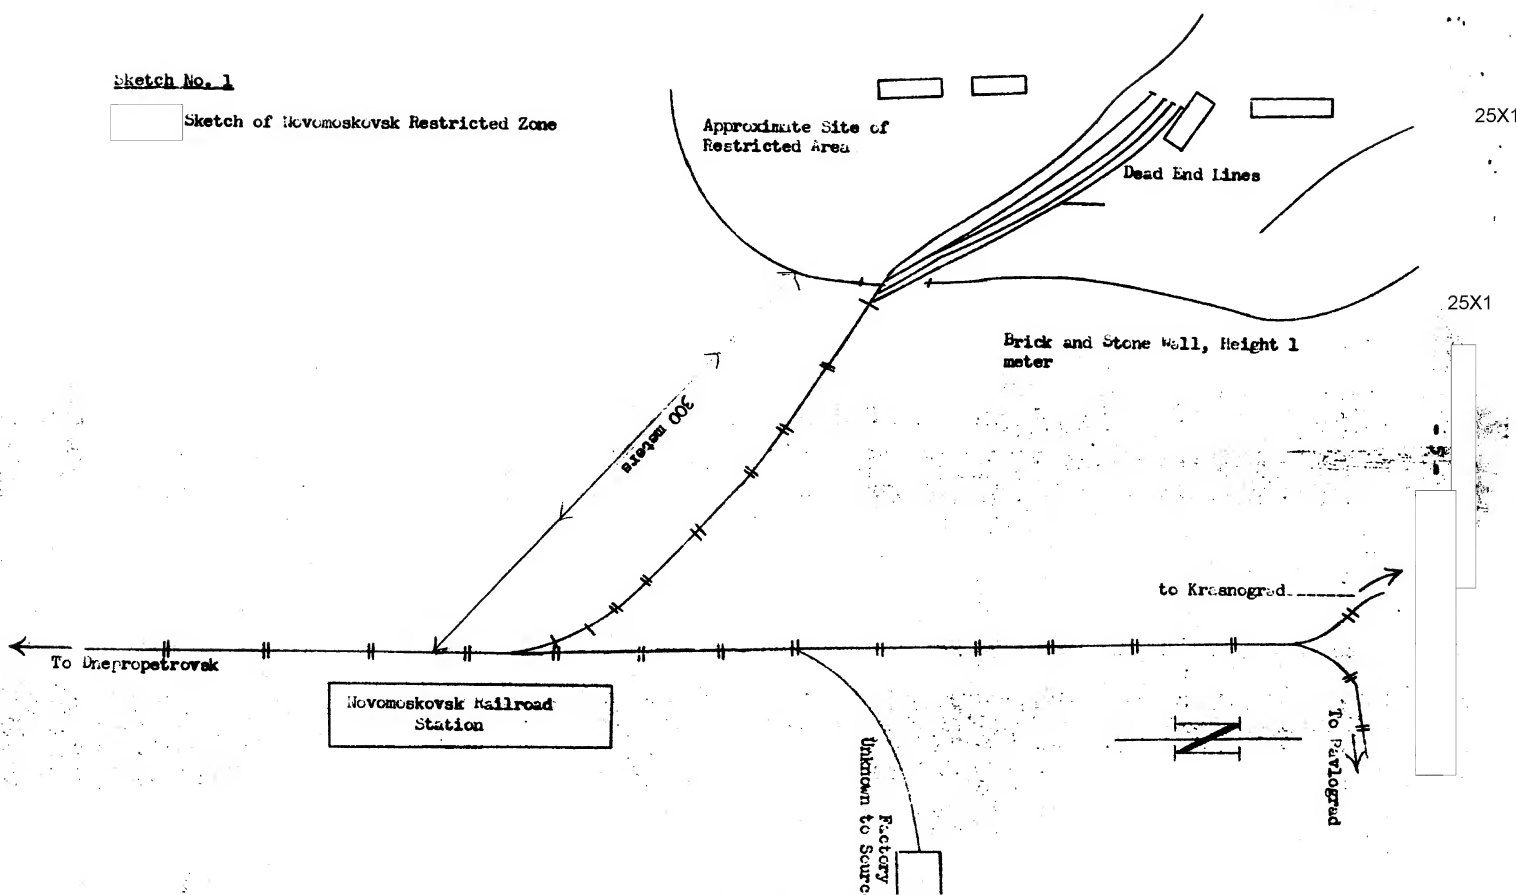 Sketch No. 1
Sketch of Novomoskovsk Restricted Zone
25X1
Approximate Site of
Restricted Area
Dead End Lines
25X1
Brick and Stone Wall, Height 1
meter
300 meters
to Krasnograd
To Dnepropetrovsk
Novomoskovsk Railroad
Station
To Pavlograd
Factory
Unknown to Sourc
N